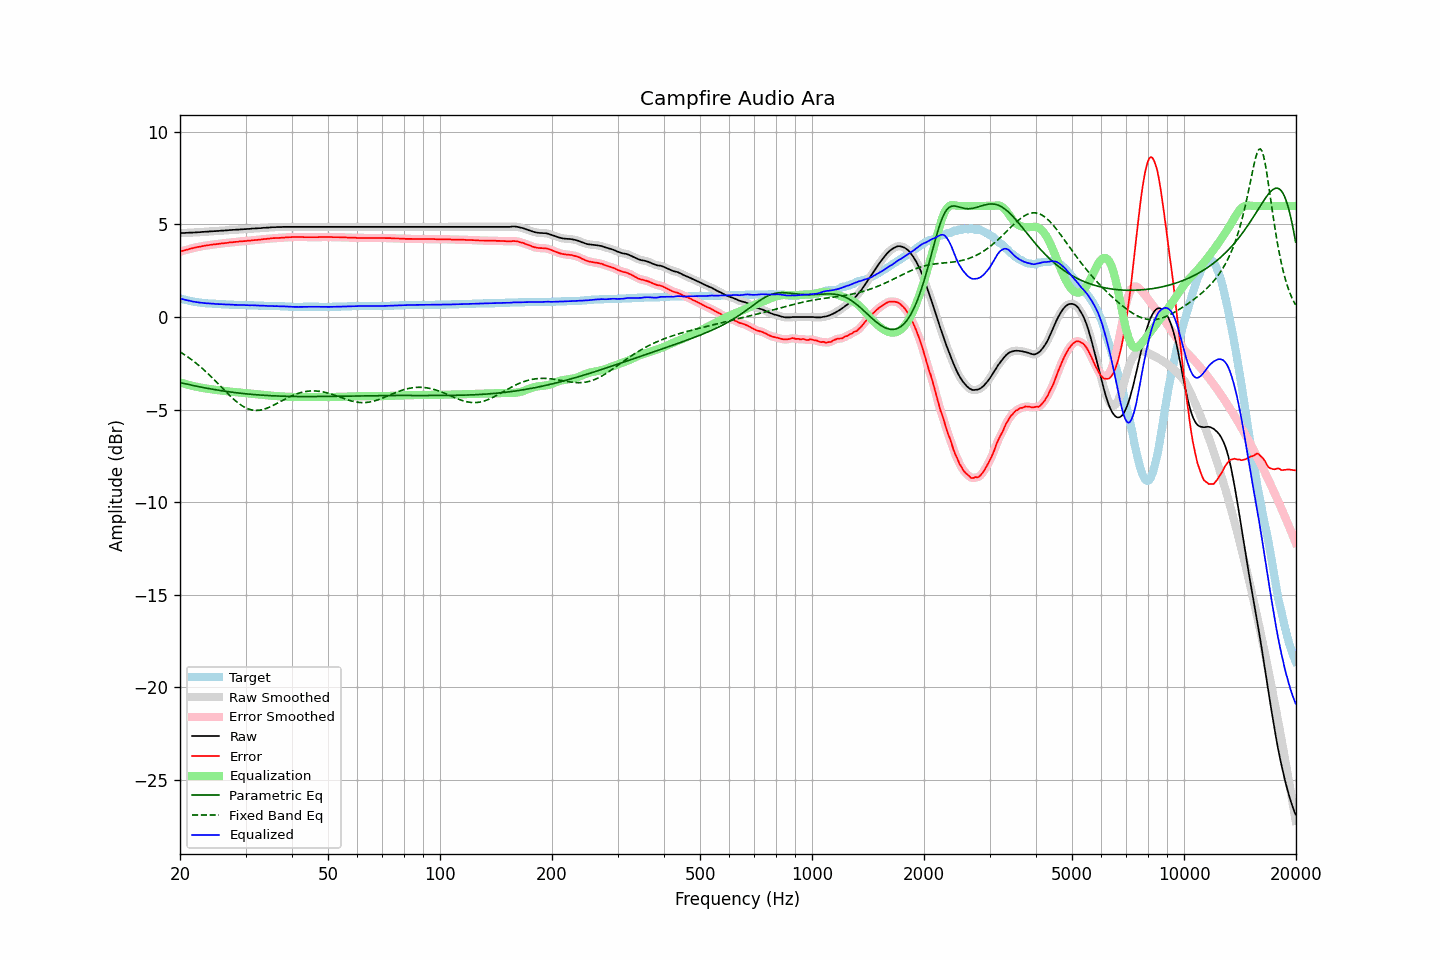 Campfire Audio Ara
10
5
0
−5
−10
−15
−20
−25
Amplitude (dBr)
Target
Raw Smoothed
Error Smoothed
Raw
Error
Equalization
Parametric Eq
Fixed Band Eq
Equalized
20
50
100
200
500
1000
2000
5000
10000
20000
Frequency (Hz)